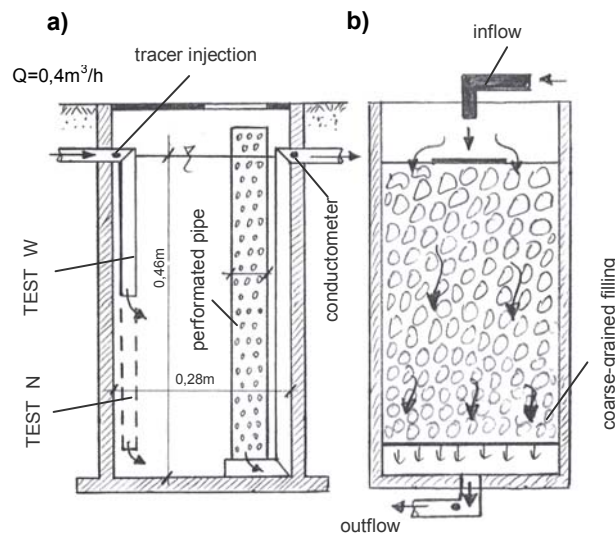 a)
tracer injection
Q=0,4m³/h
TEST W
TEST N
0,46m
0,28m
performated pipe
conductometer
b)
inflow
coarse-grained filling
outflow